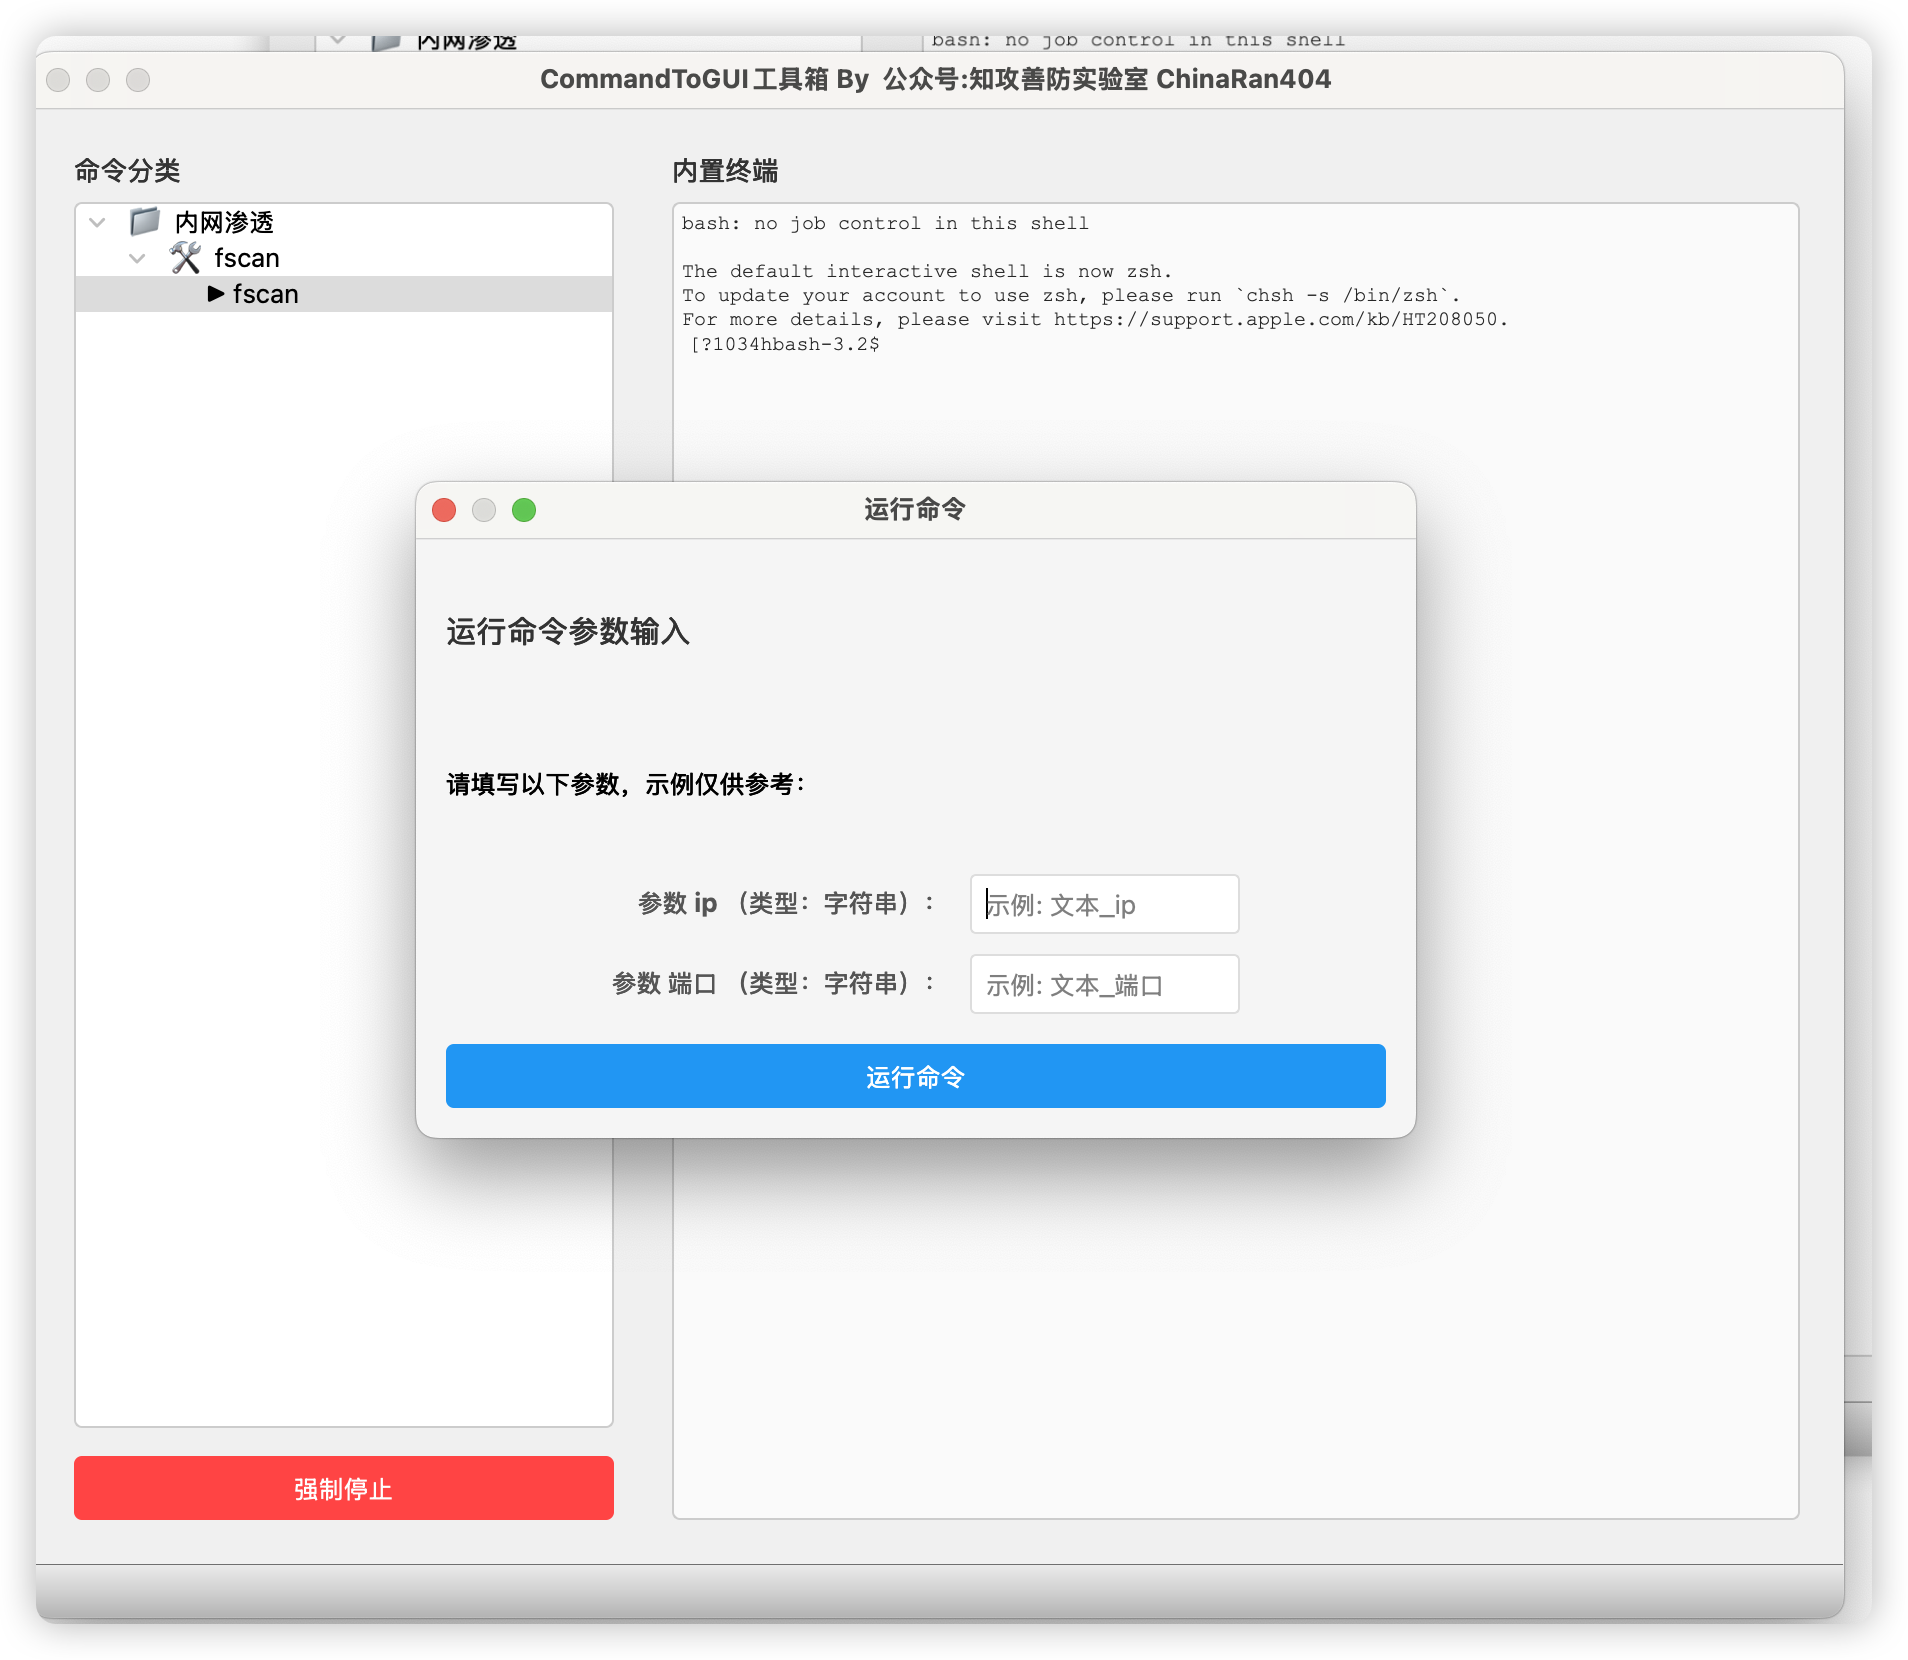 内网渗透
bash: no job control in this shell
CommandToGUI工具箱 By 公众号:知攻善防实验室 ChinaRan404
命令分类
内网渗透
fscan
fscan
强制停止
内置终端
bash: no job control in this shell
The default interactive shell is now zsh.
To update your account to use zsh, please run `chsh -s /bin/zsh`.
For more details, please visit https://support.apple.com/kb/HT208050.
[?1034hbash-3.2$
运行命令
运行命令参数输入
请填写以下参数，示例仅供参考：
参数 ip （类型：字符串）： 示例: 文本_ip
参数 端口 （类型：字符串）： 示例: 文本_端口
运行命令